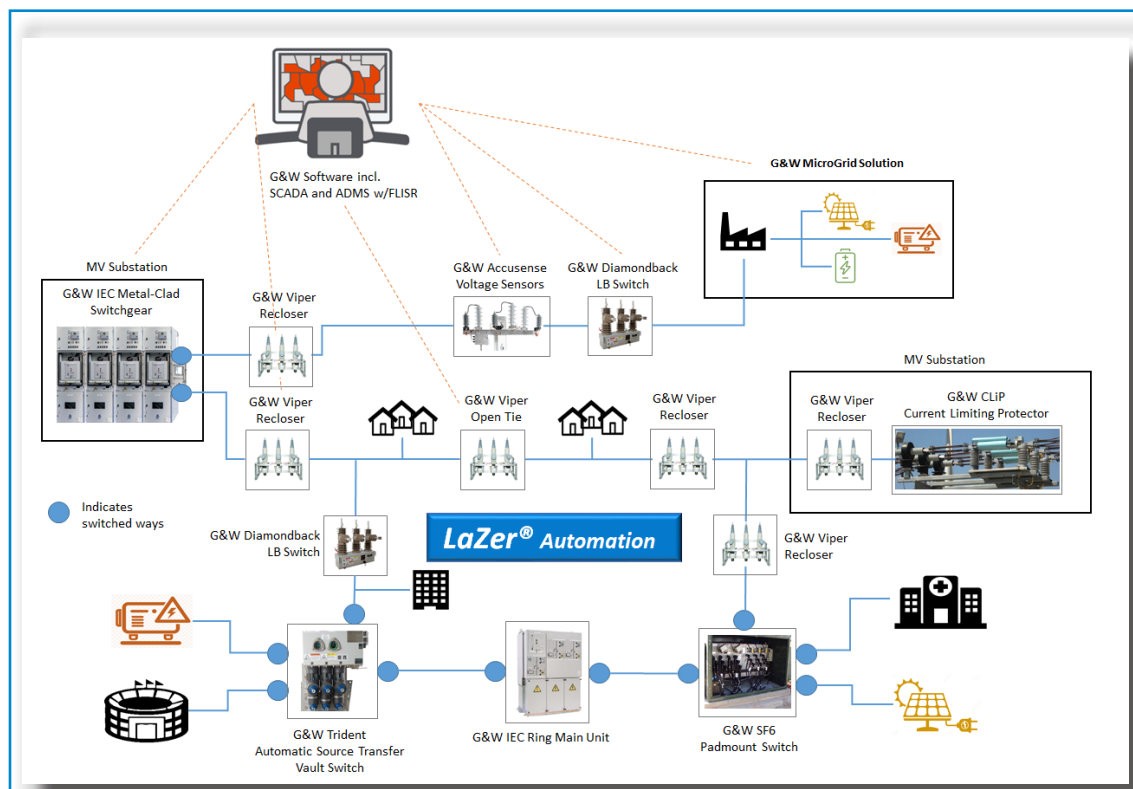 G&W Software incl.
SCADA and ADMS w/FLISR
G&W MicroGrid Solution
MV Substation
G&W IEC Metal-Clad
Switchgear
G&W Viper
Recloser
G&W Accusense
Voltage Sensors
G&W Diamondback
LB Switch
G&W Viper
Recloser
G&W Viper
Open Tie
G&W Viper
Recloser
MV Substation
G&W Viper
Recloser
G&W CLiP
Current Limiting Protector
Indicates
switched ways
G&W Diamondback
LB Switch
LaZer® Automation
G&W Viper
Recloser
G&W Trident
Automatic Source Transfer
Vault Switch
G&W IEC Ring Main Unit
G&W SF6
Padmount Switch